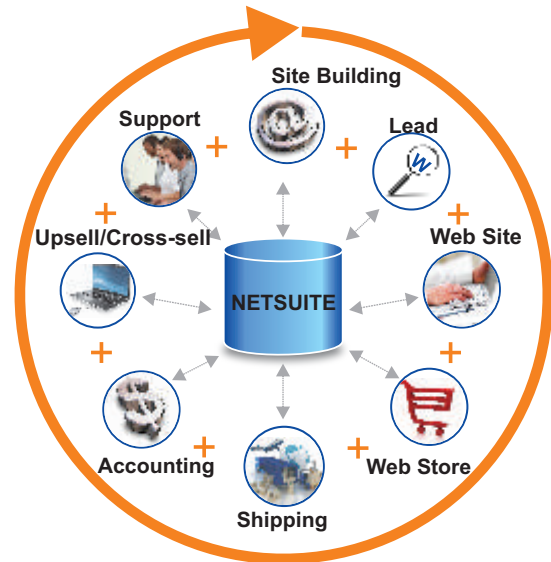 Site Building
Support
Lead
Upsell/Cross-sell
Web Site
NETSUITE
Accounting
Web Store
Shipping